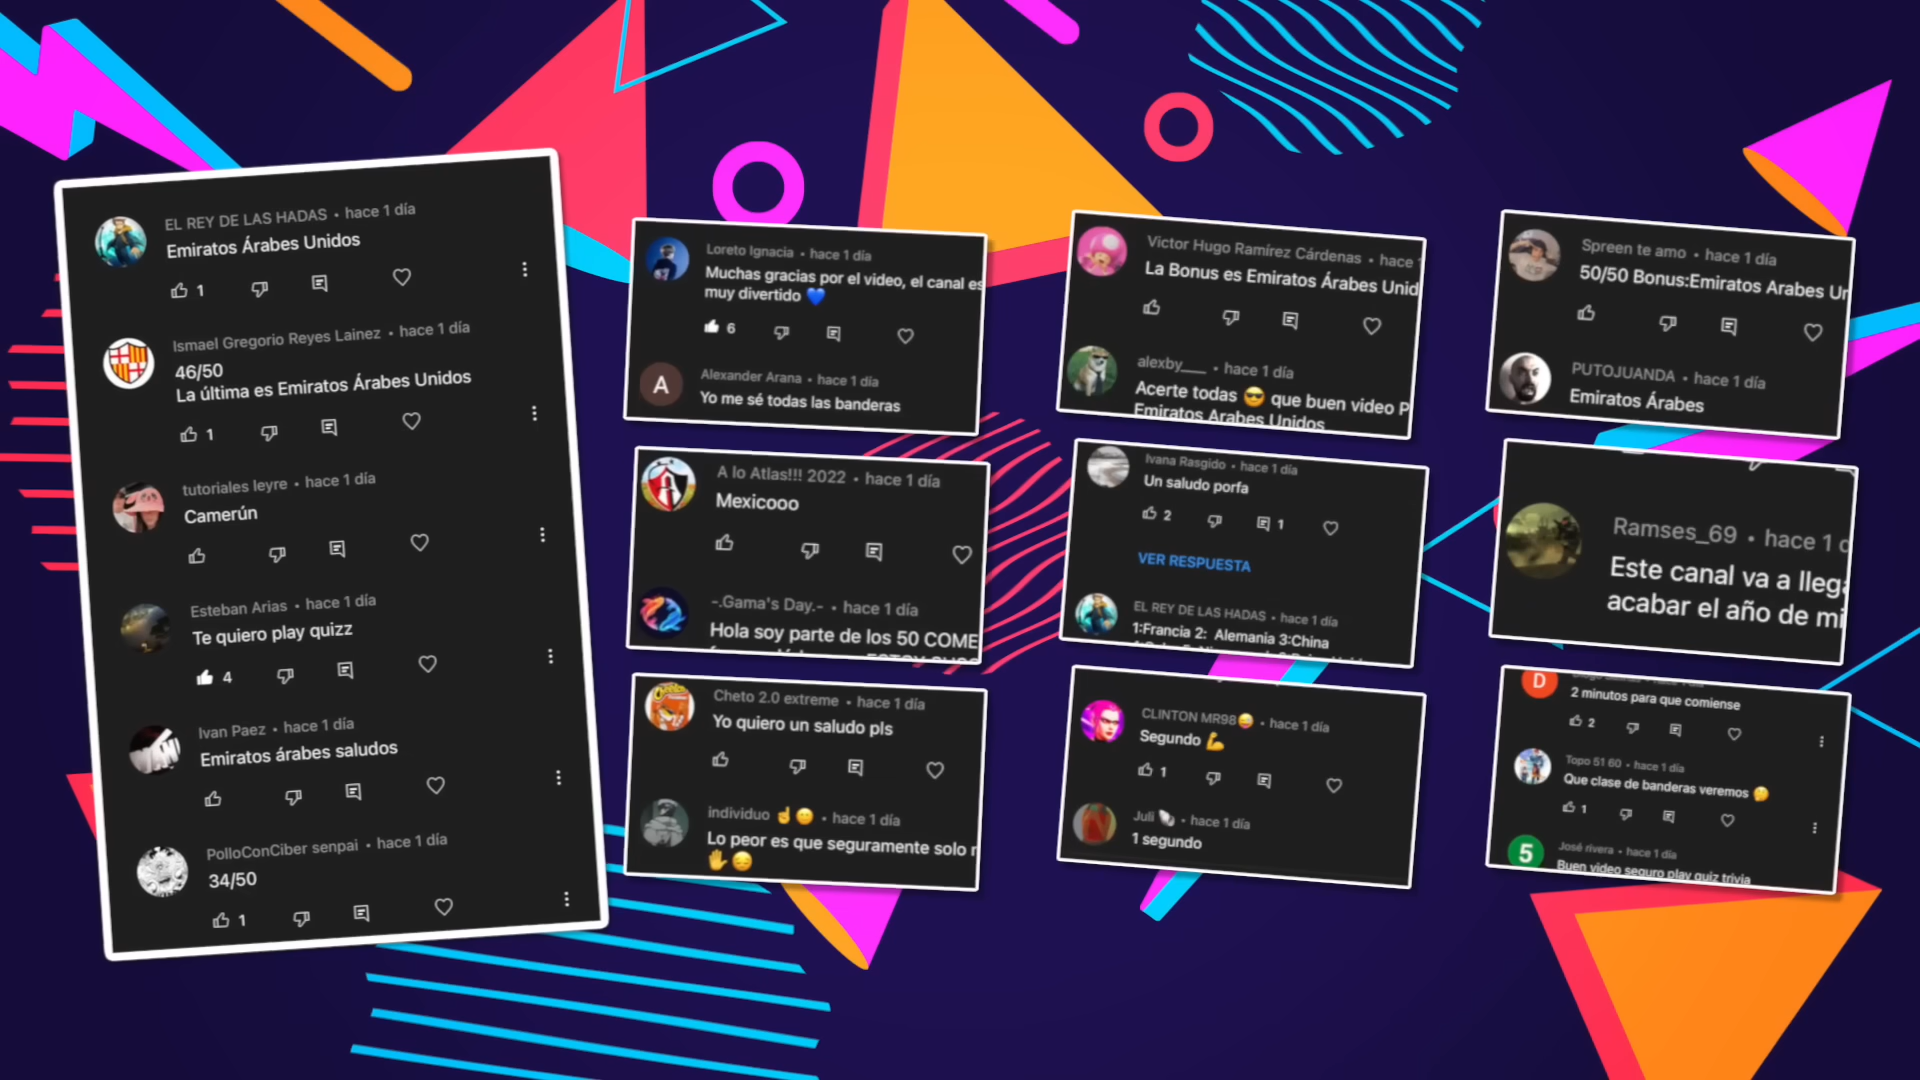 EL REY DE LAS HADAS • hace 1 día
Emiratos Árabes Unidos
1
Ismael Gregorio Reyes Lainez • hace 1 día
46/50
La última es Emiratos Árabes Unidos
1
tutoriales leyre • hace 1 día
Camerún
Esteban Arias • hace 1 día
Te quiero play quizz
4
Ivan Paez • hace 1 día
Emiratos árabes saludos
PolloConCiber senpai • hace 1 día
34/50
1
Loreto Ignacia • hace 1 día
Muchas gracias por el video, el canal es
muy divertido 💙
6
A
Alexander Arana • hace 1 día
Yo me sé todas las banderas
A lo Atlas!!! 2022 • hace 1 día
Mexicooo
-.Gama's Day.- • hace 1 día
Hola soy parte de los 50 COME
Cheto 2.0 extreme • hace 1 día
Yo quiero un saludo pls
individuo ☝😑 • hace 1 día
Lo peor es que seguramente solo
✋😔
Victor Hugo Ramírez Cárdenas • hace
La Bonus es Emiratos Árabes Unid
alexby___ • hace 1 día
Acerte todas 😎 que buen video P
Emiratos Arabes Unidos
Ivana Rasgido • hace 1 día
Un saludo porfa
2
1
VER RESPUESTA
EL REY DE LAS HADAS • hace 1 día
1:Francia 2: Alemania 3:China
CLINTON MR98😜 • hace 1 día
Segundo 💪
1
Juli • hace 1 día
1 segundo
Spreen te amo • hace 1 día
50/50 Bonus:Emiratos Arabes Un
PUTOJUANDA • hace 1 día
Emiratos Árabes
Ramses_69 • hace 1 d
Este canal va a llega
acabar el año de mi
D
2 minutos para que comiense
2
Topo 51 60 • hace 1 día
Que clase de banderas veremos 🤔
1
5
José rivera • hace 1 día
Buen video seguro play quiz trivia